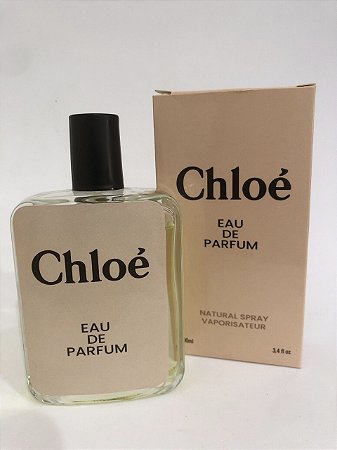 Chloé
EAU
DE
PARFUM
Chloé
EAU
DE
PARFUM
NATURAL SPRAY
VAPORISATEUR
3.4 fl oz